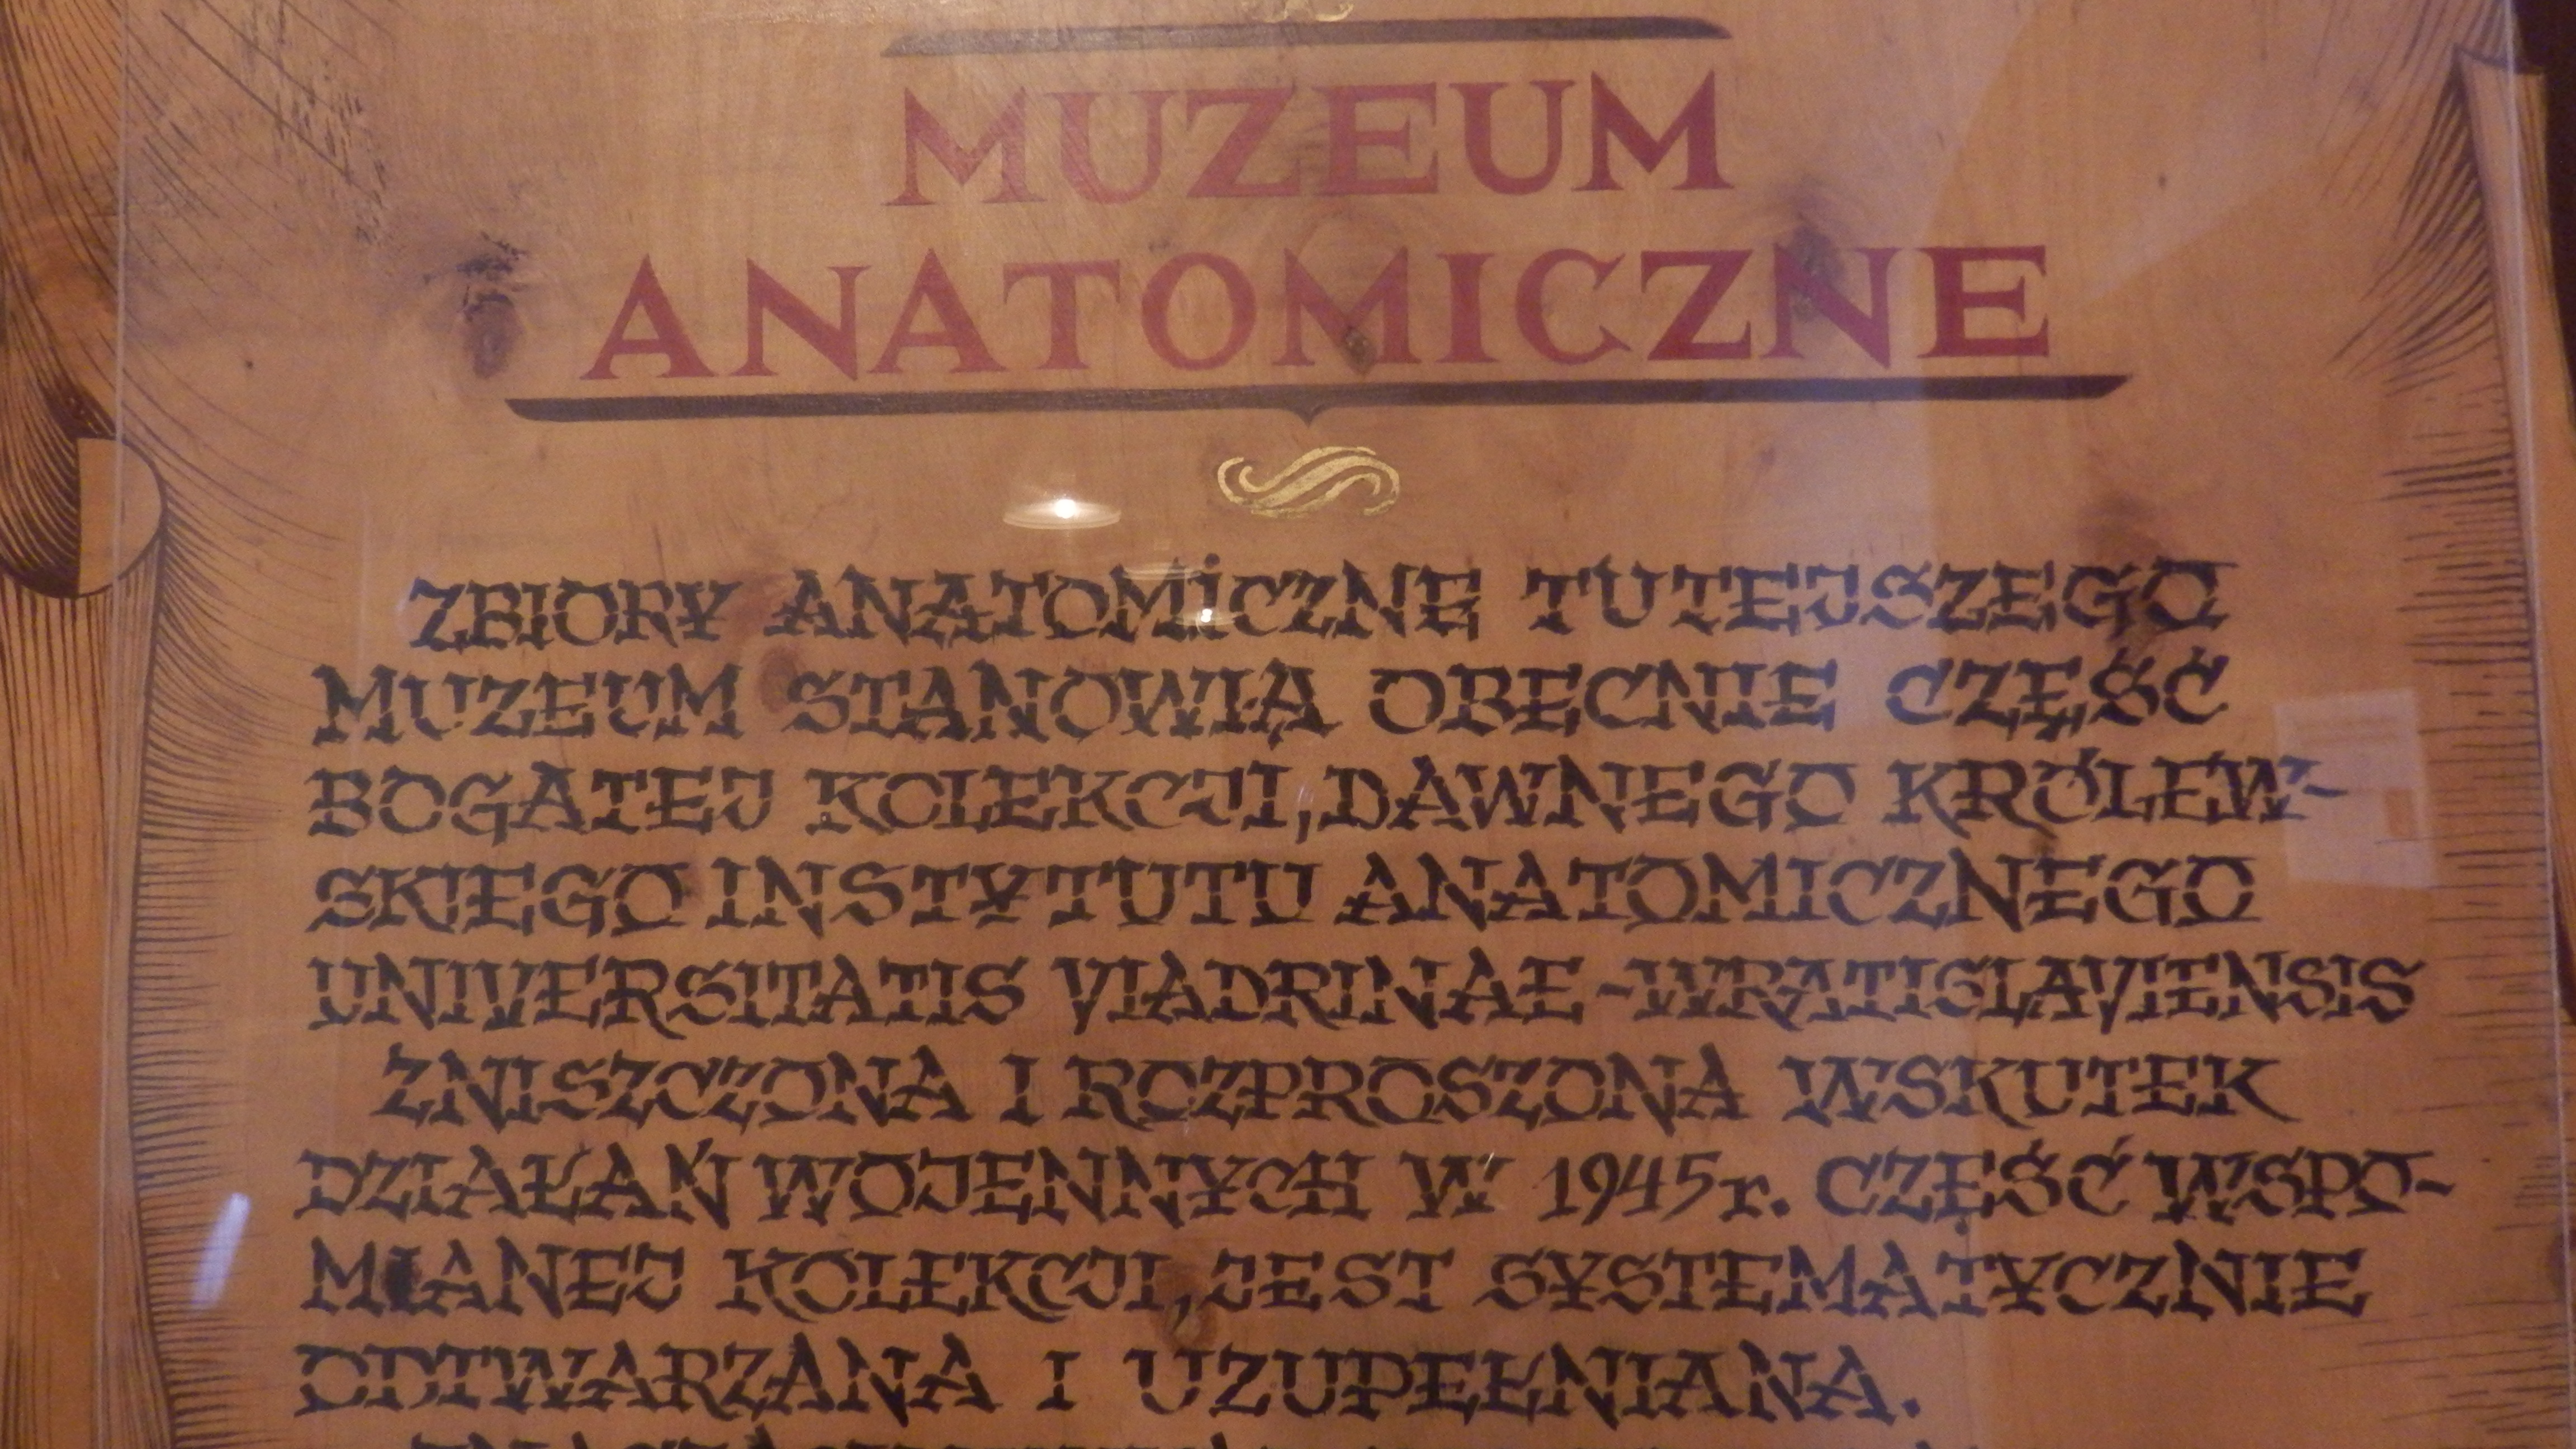 MUZEUM
ANATOMICZNE
ZBIORY ANATOMICZNE TUTEJSZEGO
MUZEUM STANOWIĄ OBECNIE CZĘŚĆ
BOGATEJ KOLEKCJI, DAWNEGO KRÓLEW-
SKIEGO INSTYTUTU ANATOMICZNEGO
UNIVERSITATIS VIADRINAE-WRATISLAVIENSIS
ZNISZCZONA I ROZPROSZONA WSKUTEK
DZIAŁAŃ WOJENNYCH W 1945r. CZĘŚĆ WSPO-
MIANEJ KOLEKCJI, JEST SYSTEMATYCZNIE
ODTWARZANA I UZUPEŁNIANA.